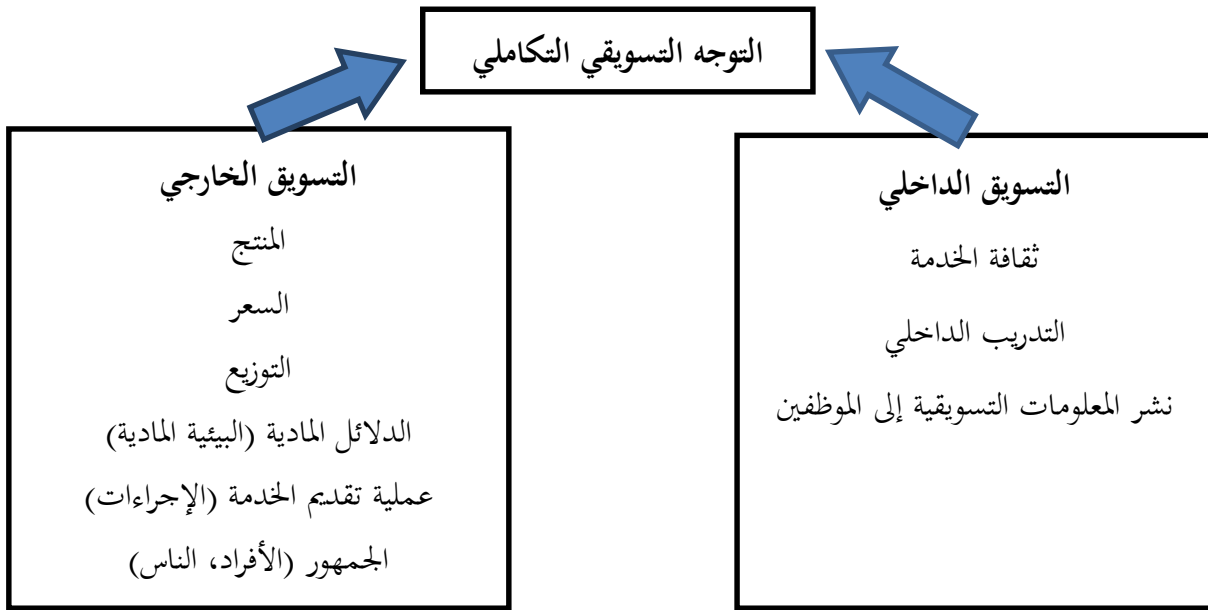 التوجه التسويقي التكاملي
التسويق الداخلي
ثقافة الخدمة
التدريب الداخلي
نشر المعلومات التسويقية إلى الموظفين
التسويق الخارجي
المنتج
السعر
التوزيع
الدلائل المادية (البيئية المادية)
عملية تقديم الخدمة (الإجراءات)
الجمهور (الأفراد، الناس)